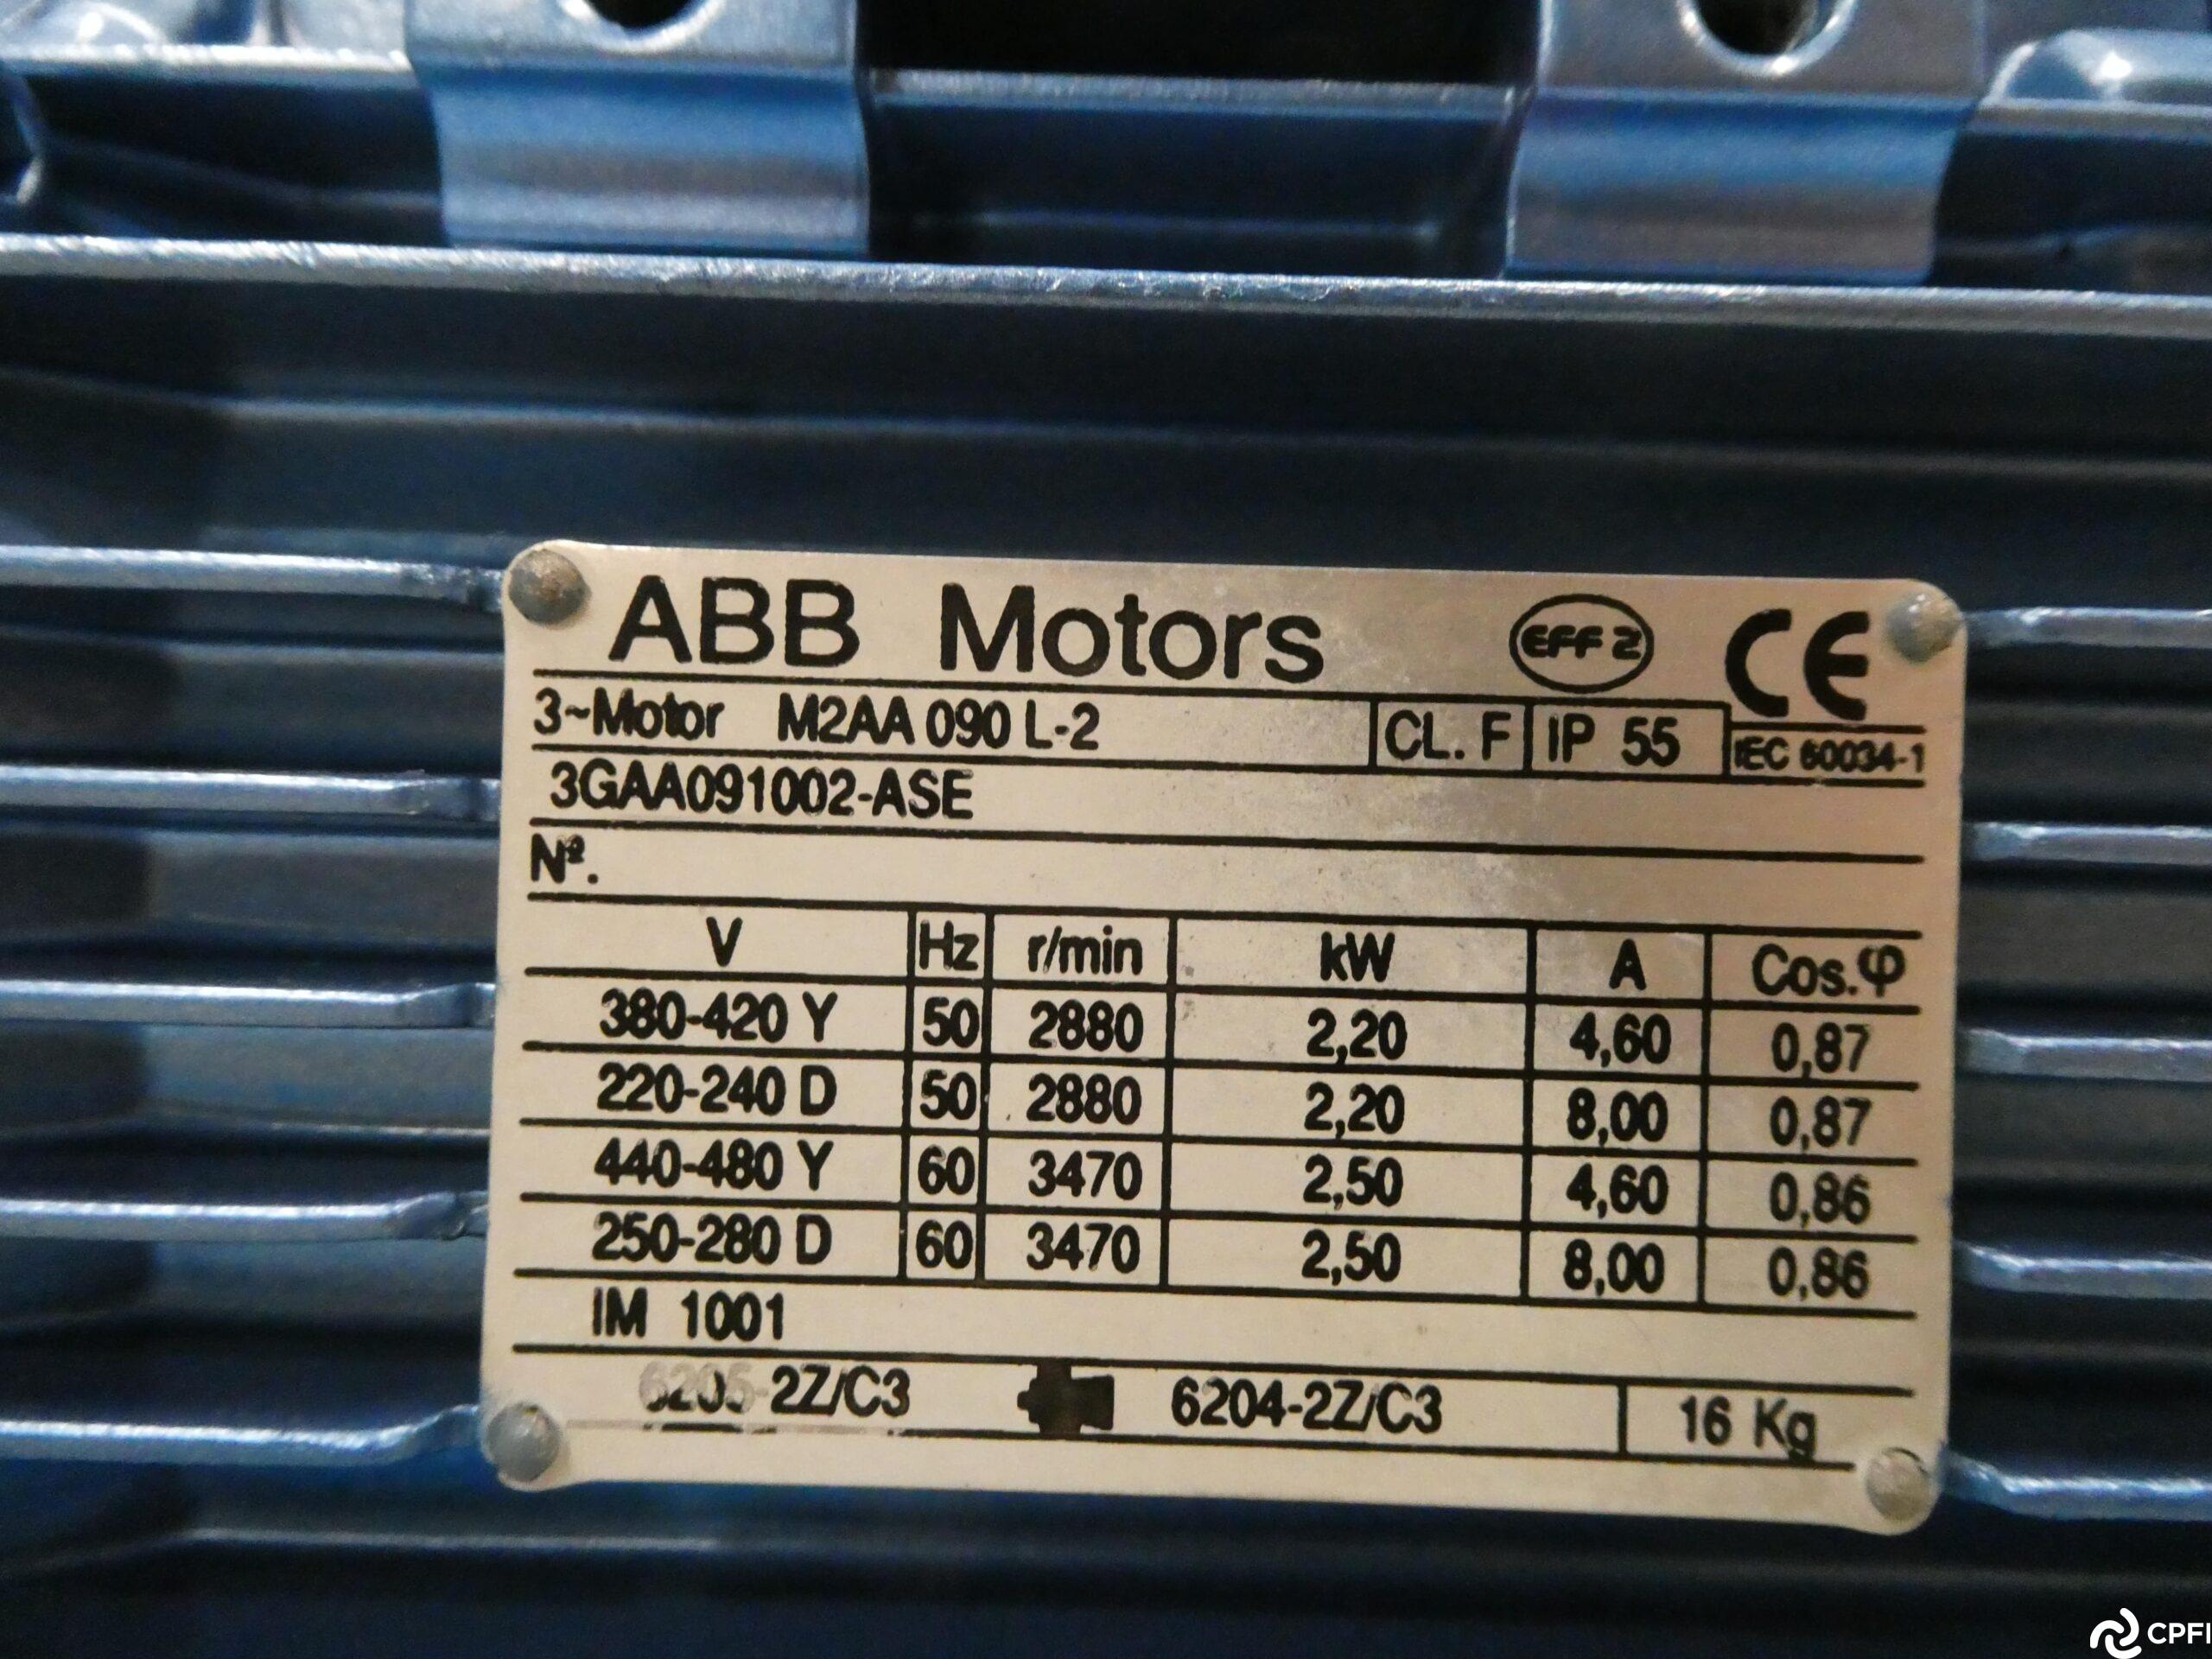 ABB Motors EFF 2 CE
3~Motor M2AA 090 L-2 CL. F IP 55 IEC 60034-1
3GAA091002-ASE
Nº.
V Hz r/min kW A Cos.φ
380-420 Y 50 2880 2,20 4,60 0,87
220-240 D 50 2880 2,20 8,00 0,87
440-480 Y 60 3470 2,50 4,60 0,86
250-280 D 60 3470 2,50 8,00 0,86
IM 1001
6205-2Z/C3 6204-2Z/C3 16 Kg
CPFI